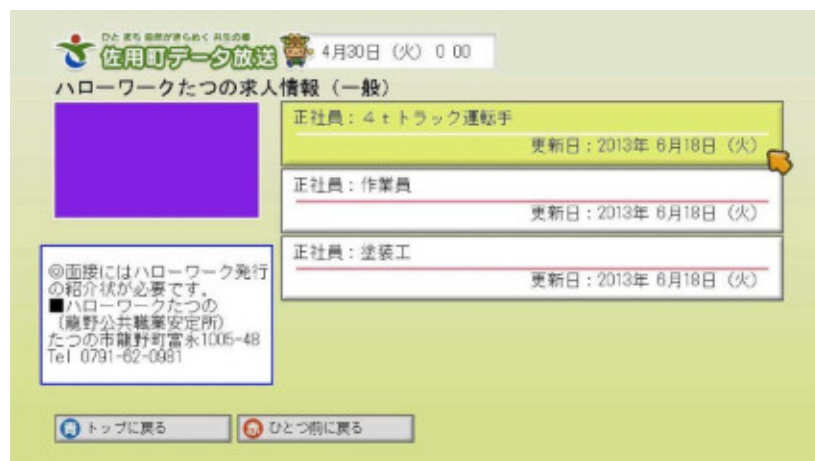 ひと まち 自然がきらめく 共生の郷
佐用町データ放送
4月30日 (火) 0 00
ハローワークたつの求人情報 (一般)
正社員：4tトラック運転手
更新日：2013年 6月18日 (火)
正社員：作業員
更新日：2013年 6月18日 (火)
正社員：塗装工
更新日：2013年 6月18日 (火)
◎面接にはハローワーク発行
の紹介状が必要です。
■ハローワークたつの
(龍野公共職業安定所)
たつの市龍野町富永1005-48
Tel 0791-62-0981
青 トップに戻る
赤 ひとつ前に戻る